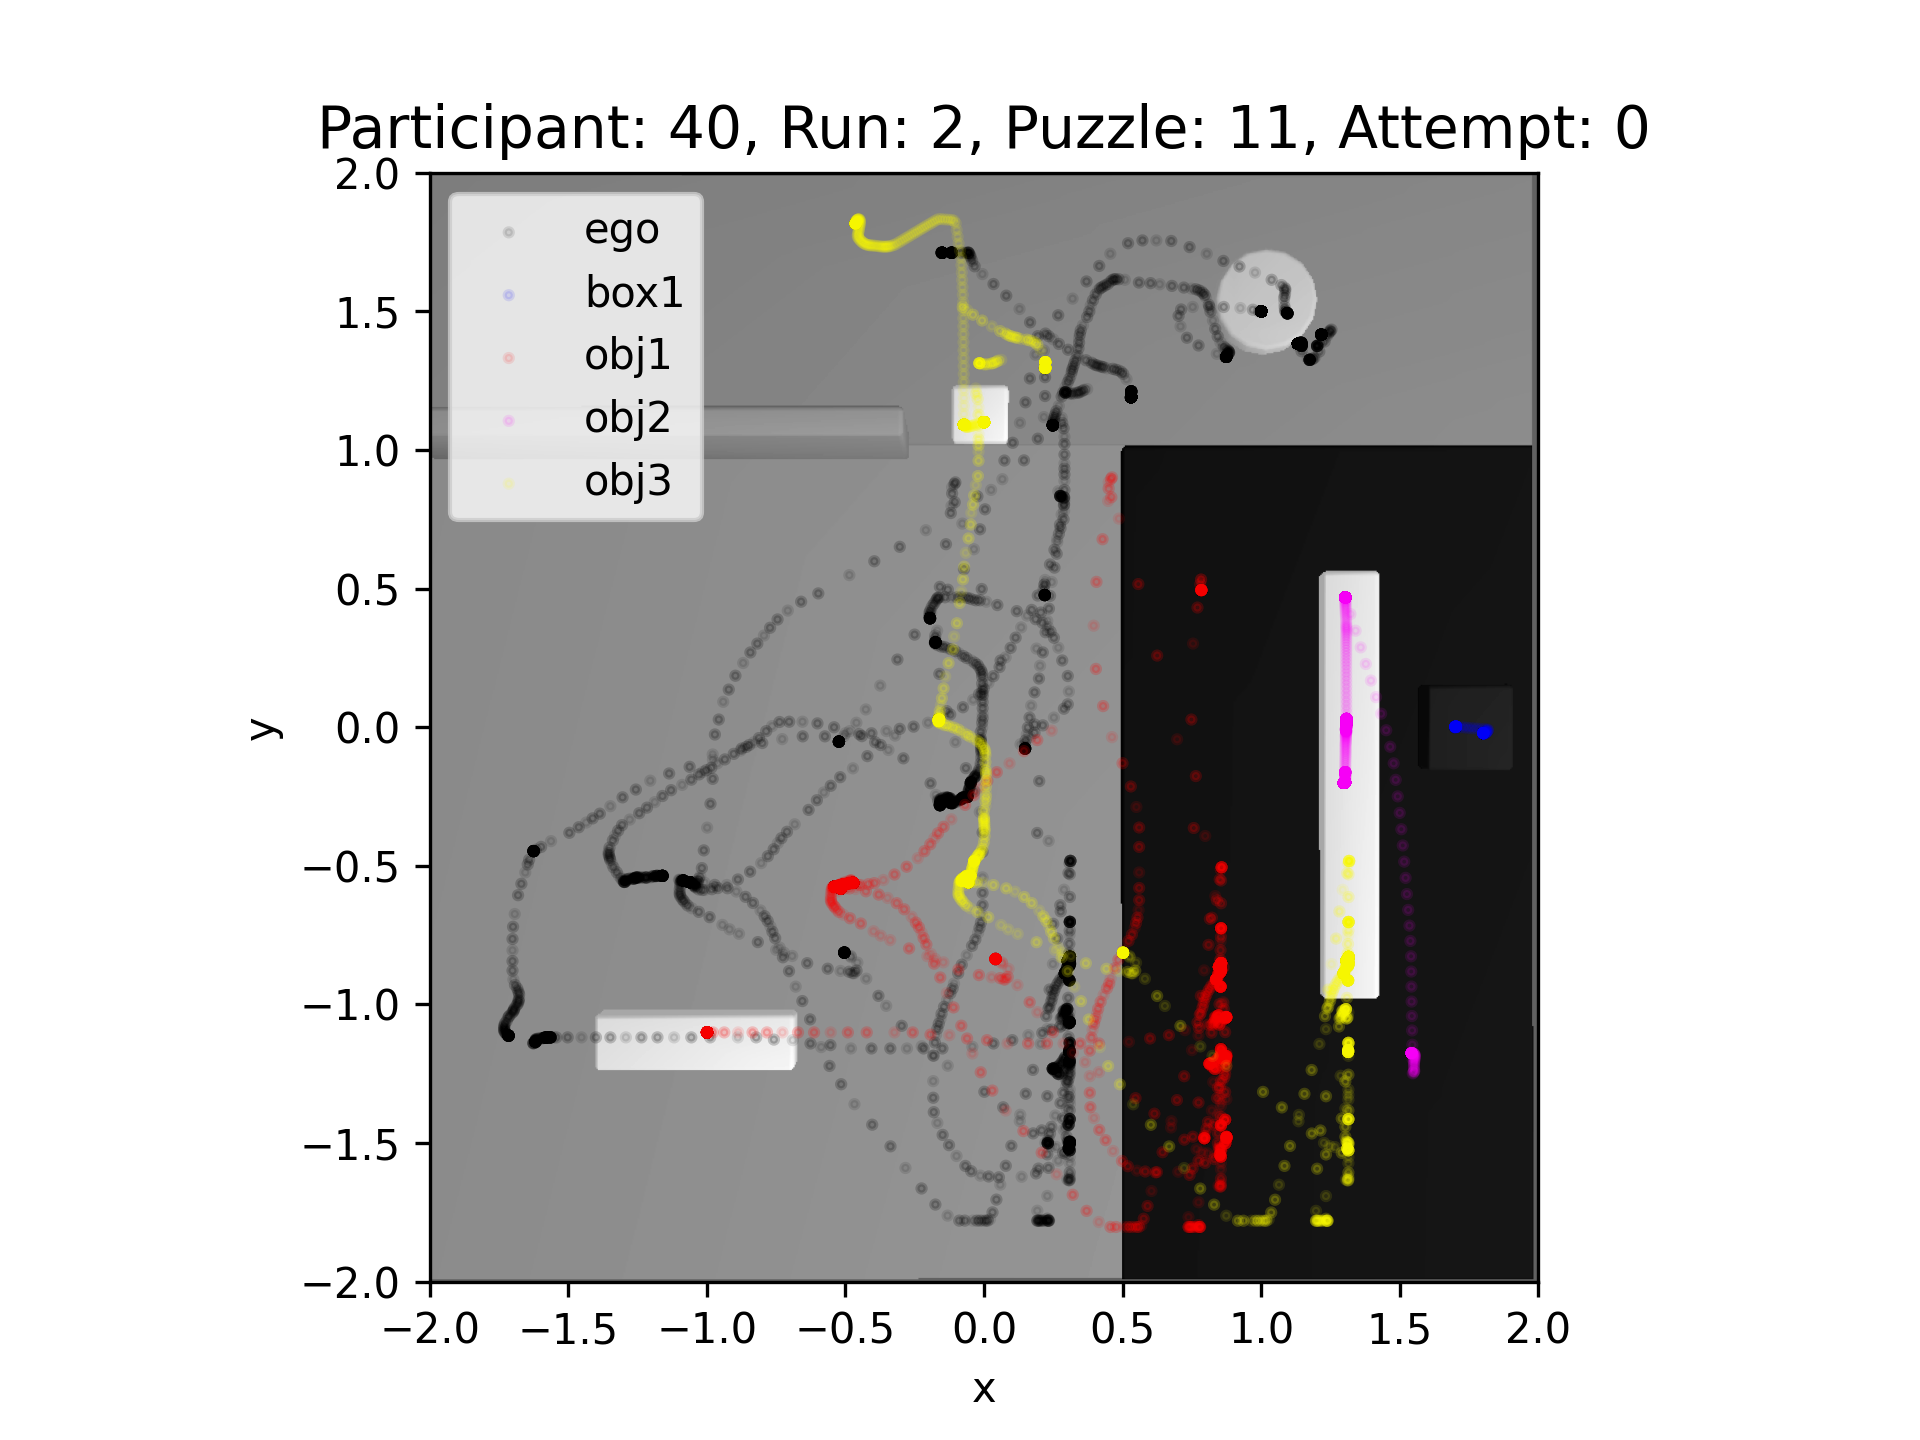 Participant: 40, Run: 2, Puzzle: 11, Attempt: 0
ego
box1
obj1
obj2
obj3
2.0
1.5
1.0
0.5
0.0
−0.5
−1.0
−1.5
−2.0
y
−2.0 −1.5 −1.0 −0.5 0.0 0.5 1.0 1.5 2.0
x